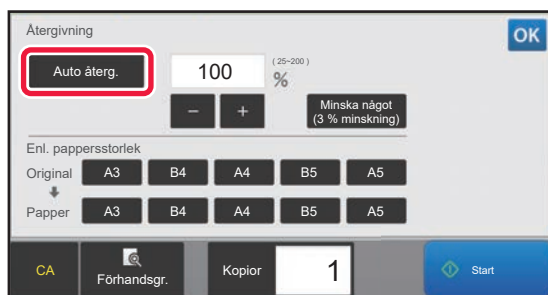 Återgivning
OK
Auto återg.
100
(25~200)
%
−
+
Minska något
(3 % minskning)
Enl. pappersstorlek
Original A3 B4 A4 B5 A5
Papper A3 B4 A4 B5 A5
CA
Förhandsgr.
Kopior
1
Start